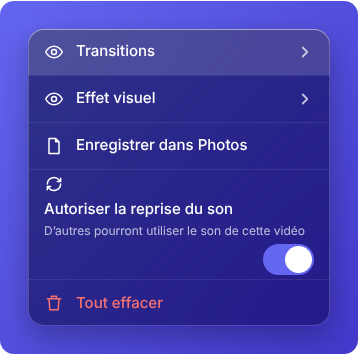 Transitions
Effet visuel
Enregistrer dans Photos
Autoriser la reprise du son
D’autres pourront utiliser le son de cette vidéo
Tout effacer